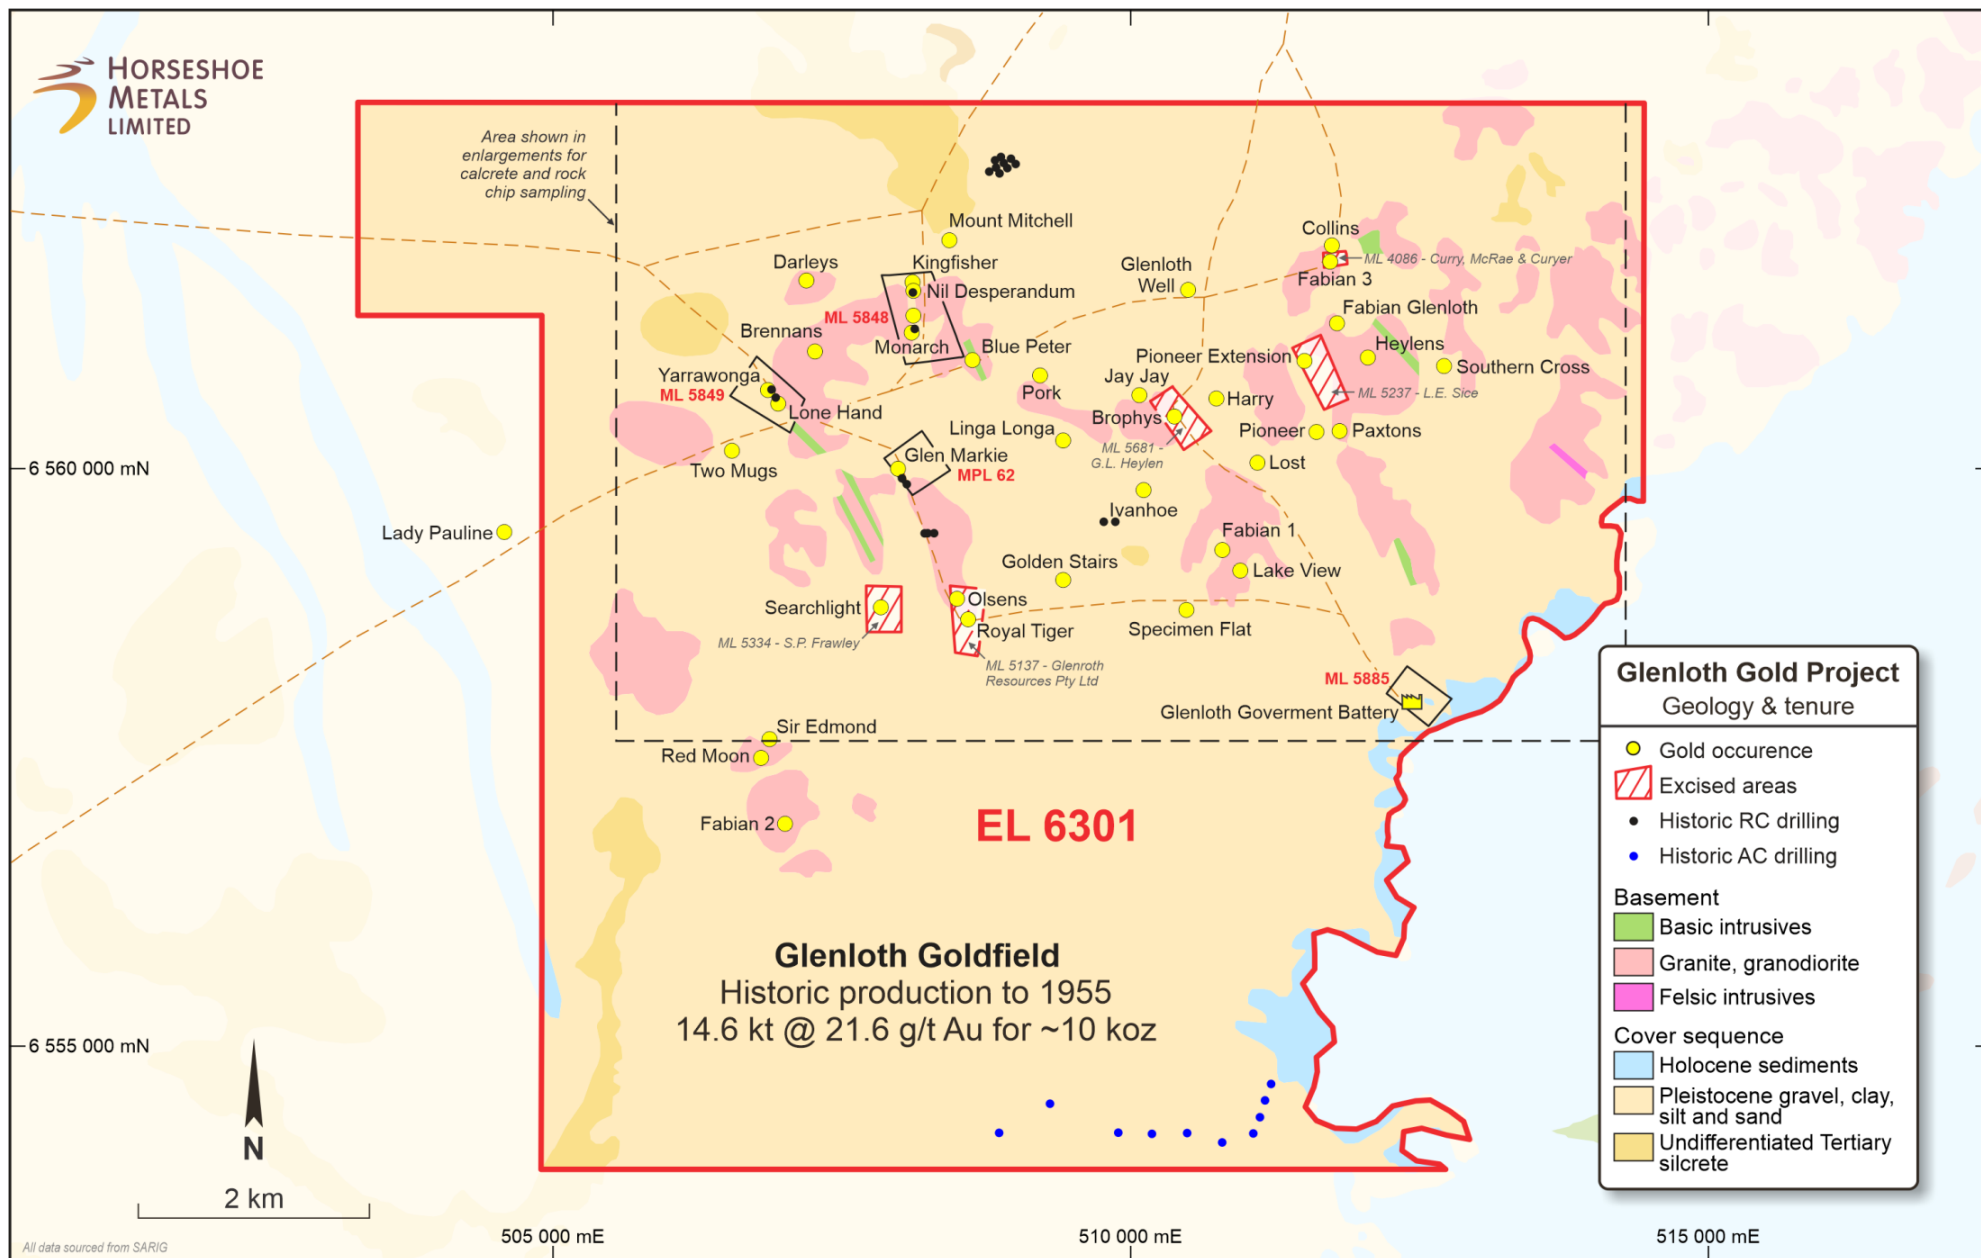 HORSESHOE
METALS
LIMITED
Area shown in
enlargements for
calcrete and rock
chip sampling
Mount Mitchell
Darleys
Kingfisher
Nil Desperandum
ML 5848
Monarch
Brennans
Blue Peter
Yarrawonga
ML 5849
Lone Hand
Two Mugs
Pork
Linga Longa
Glen Markie
MPL 62
Glenloth
Well
Collins
ML 4086 - Curry, McRae & Curyer
Fabian 3
Fabian Glenloth
Pioneer Extension
Heylens
Southern Cross
ML 5237 - L.E. Sice
Jay Jay
Harry
Brophys
ML 5681 -
G.L. Heylen
Pioneer
Paxtons
Lost
Ivanhoe
Fabian 1
Lake View
Golden Stairs
Specimen Flat
6 560 000 mN
Lady Pauline
Searchlight
ML 5334 - S.P. Frawley
Olsens
Royal Tiger
ML 5137 - Glenroth
Resources Pty Ltd
ML 5885
Glenloth Goverment Battery
Sir Edmond
Red Moon
Fabian 2
EL 6301
Glenloth Goldfield
Historic production to 1955
14.6 kt @ 21.6 g/t Au for ~10 koz
6 555 000 mN
N
2 km
All data sourced from SARIG
505 000 mE
510 000 mE
515 000 mE
Glenloth Gold Project
Geology & tenure
Gold occurence
Excised areas
Historic RC drilling
Historic AC drilling
Basement
Basic intrusives
Granite, granodiorite
Felsic intrusives
Cover sequence
Holocene sediments
Pleistocene gravel, clay,
silt and sand
Undifferentiated Tertiary
silcrete